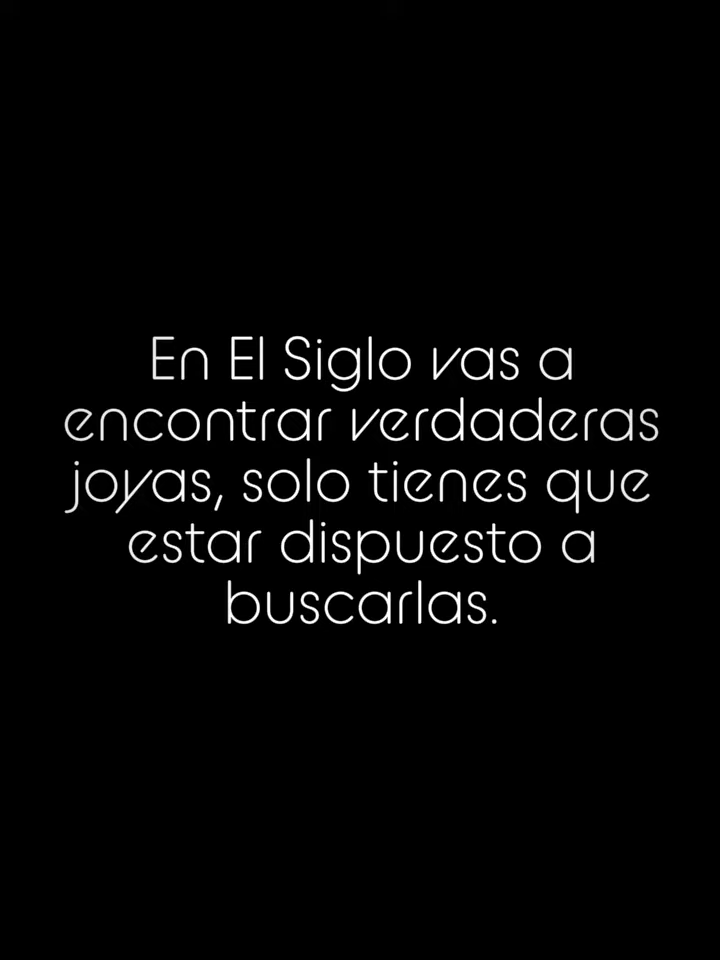 En El Siglo vas a
encontrar verdaderas
joyas, solo tienes que
estar dispuesto a
buscarlas.